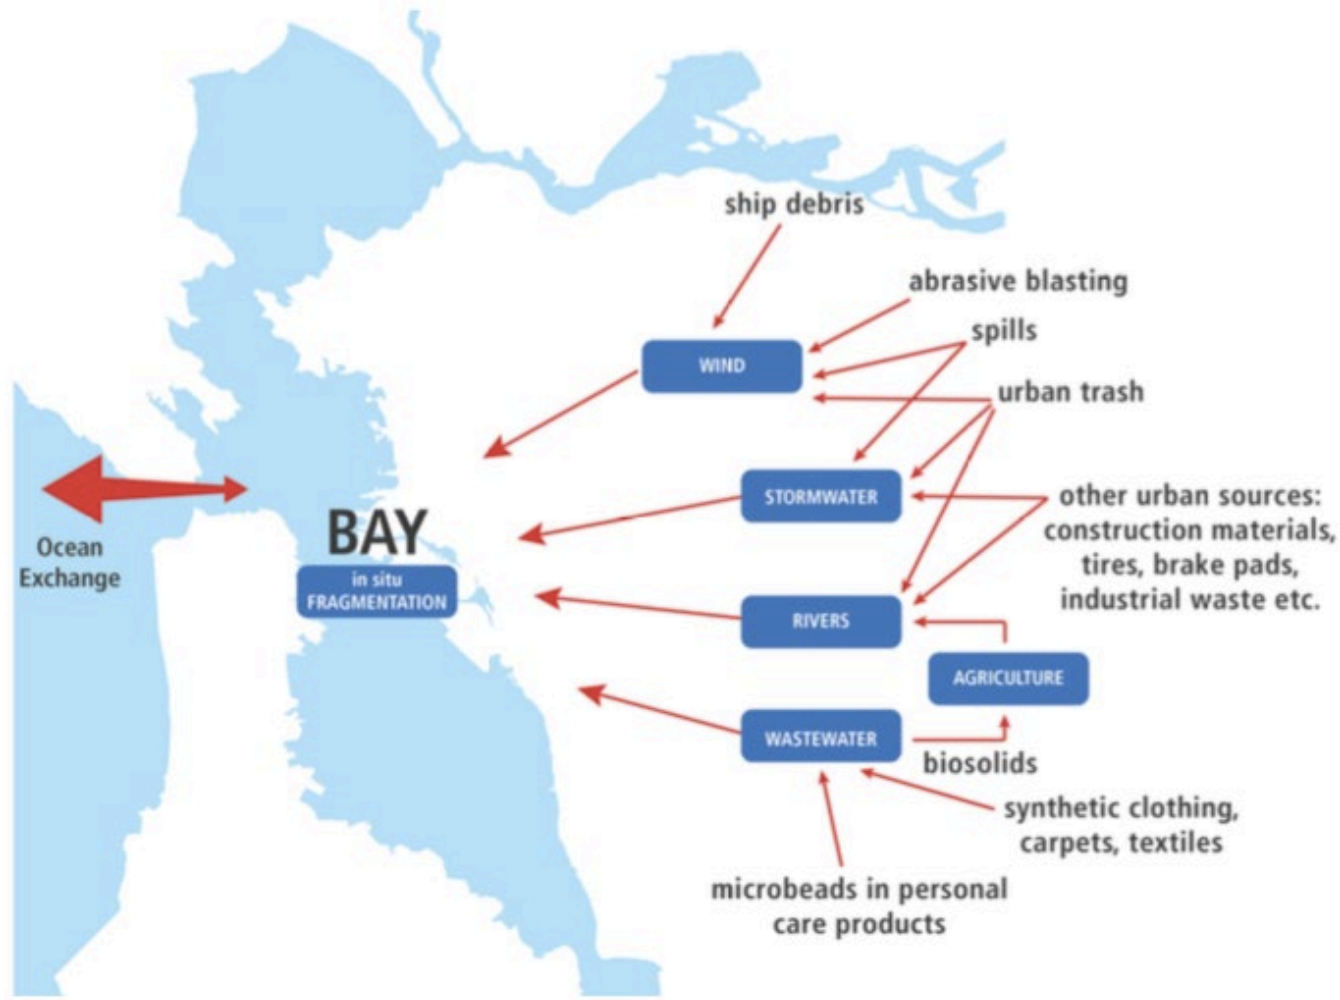 ship debris
abrasive blasting
spills
WIND
urban trash
STORMWATER
other urban sources:
construction materials,
tires, brake pads,
industrial waste etc.
BAY
in situ
FRAGMENTATION
Ocean
Exchange
RIVERS
AGRICULTURE
WASTEWATER
biosolids
synthetic clothing,
carpets, textiles
microbeads in personal
care products